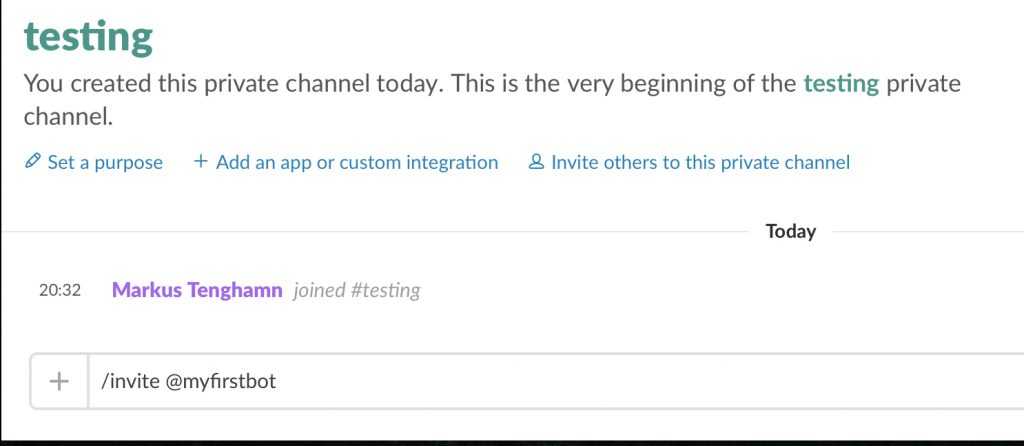 testing
You created this private channel today. This is the very beginning of the testing private
channel.
Set a purpose + Add an app or custom integration Invite others to this private channel
Today
20:32 Markus Tenghamn joined #testing
+ /invite @myfirstbot